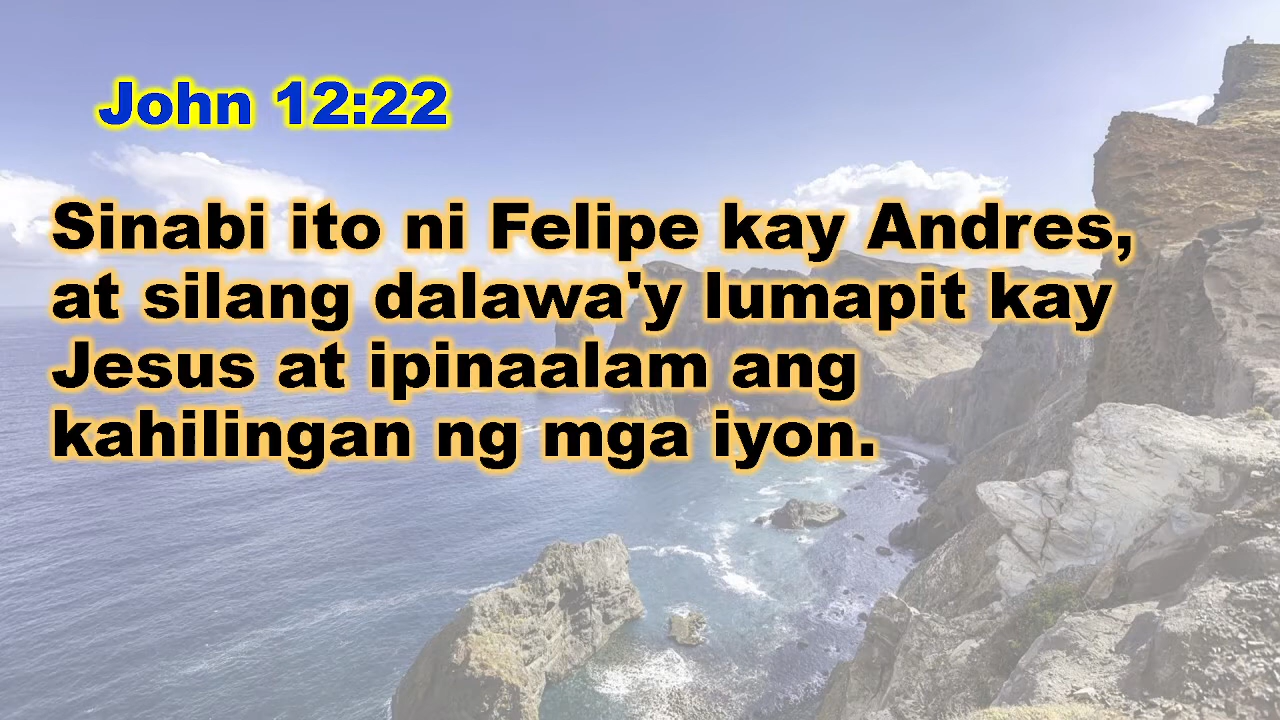 John 12:22
Sinabi ito ni Felipe kay Andres,
at silang dalawa'y lumapit kay
Jesus at ipinaalam ang
kahilingan ng mga iyon.